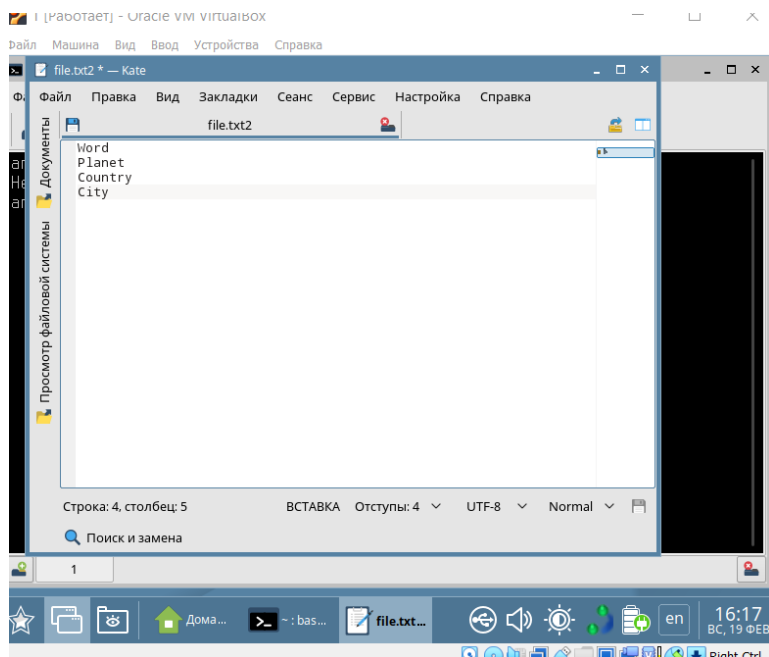 1 [Работает] - Oracle VM VirtualBox
Файл Машина Вид Ввод Устройства Справка
file.txt2 * — Kate
Файл Правка Вид Закладки Сеанс Сервис Настройка Справка
file.txt2
Документы
Просмотр файловой системы
Word
Planet
Country
City
Строка: 4, столбец: 5 ВСТАВКА Отступы: 4 UTF-8 Normal
Поиск и замена
1
Дома... ~ : bas... file.txt... en 16:17
ВС, 19 ФЕВ
Right Ctrl